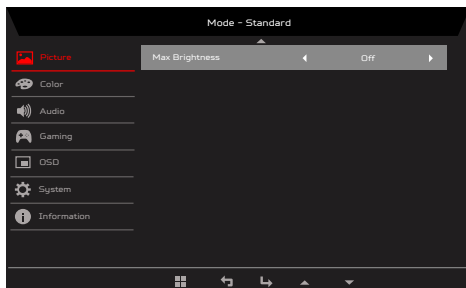 Mode - Standard
Picture
Max Brightness Off
Color
Audio
Gaming
OSD
System
Information